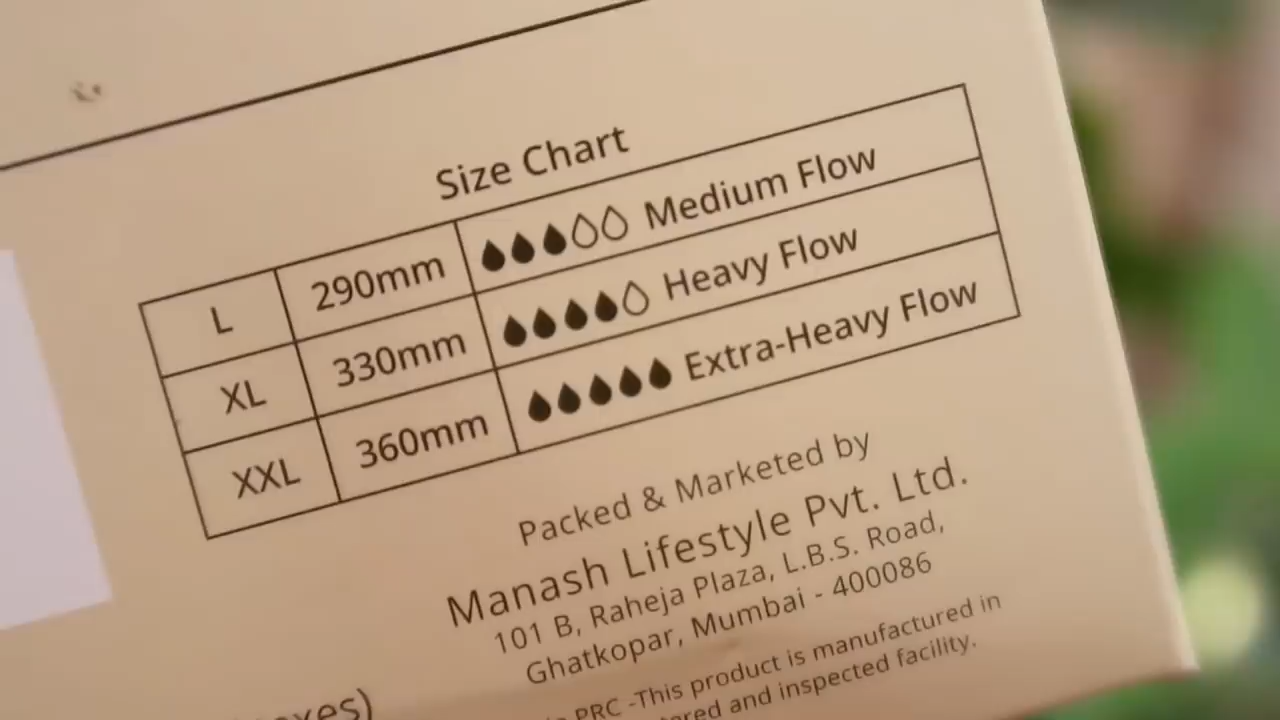 Size Chart
L 290mm Medium Flow
XL 330mm Heavy Flow
XXL 360mm Extra-Heavy Flow
Packed & Marketed by
Manash Lifestyle Pvt. Ltd.
101 B, Raheja Plaza, L.B.S. Road,
Ghatkopar, Mumbai - 400086
PRC -This product is manufactured in
and inspected facility.